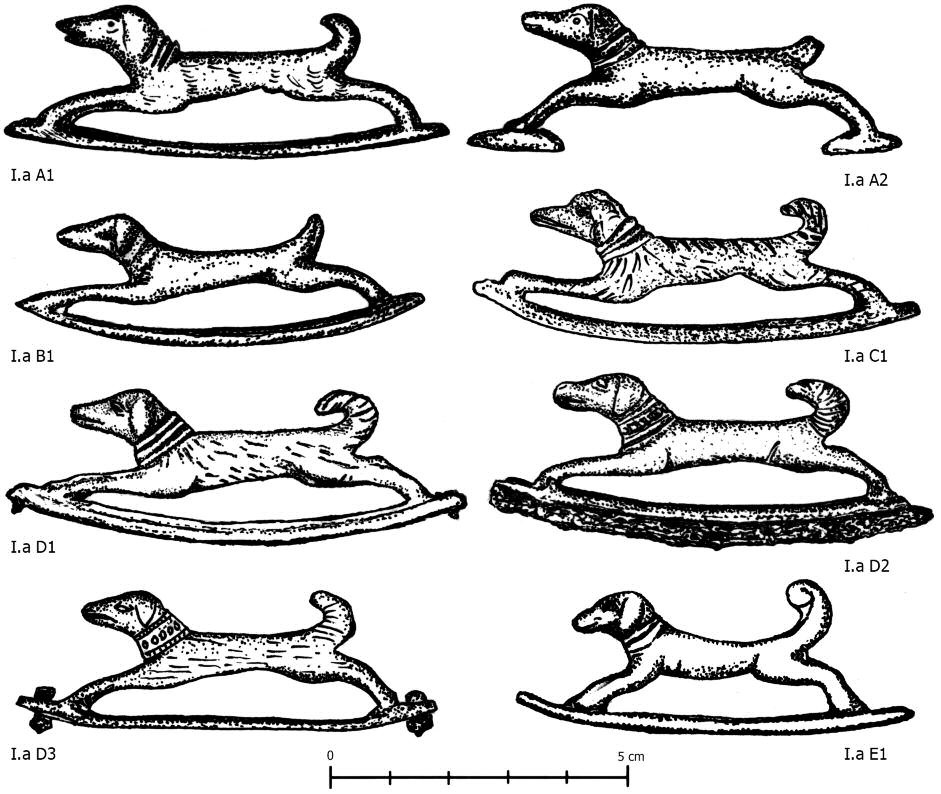 I.a A1
I.a A2
I.a B1
I.a C1
I.a D1
I.a D2
I.a D3
I.a E1
0 5 cm